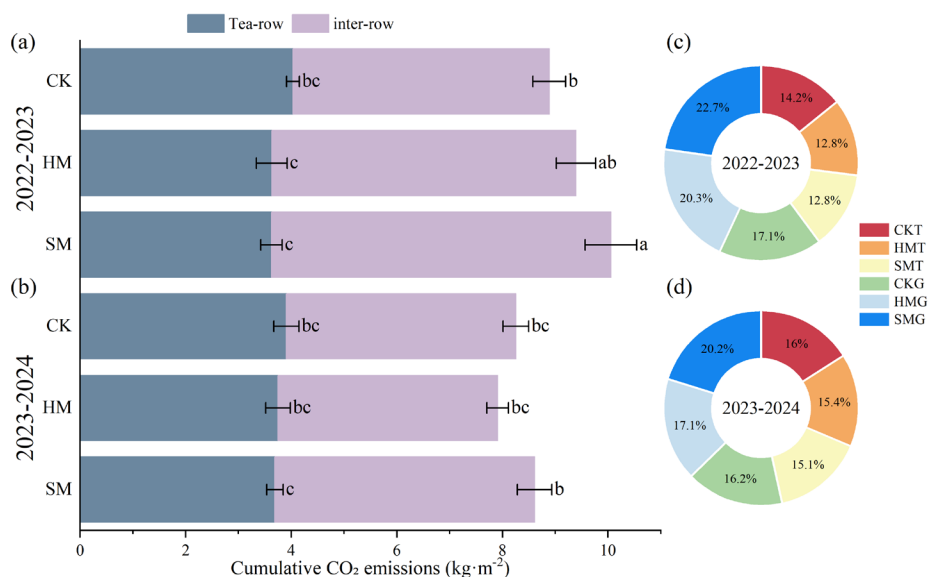 Tea-row inter-row
(a)
CK
bc
b
HM
c
ab
SM
c
a
2022-2023
(b)
CK
bc
bc
HM
bc
bc
SM
c
b
2023-2024
0 2 4 6 8 10
Cumulative CO₂ emissions (kg·m⁻²)
(c)
14.2%
12.8%
12.8%
17.1%
20.3%
22.7%
2022-2023
CKT
HMT
SMT
CKG
HMG
SMG
(d)
16%
15.4%
15.1%
16.2%
17.1%
20.2%
2023-2024